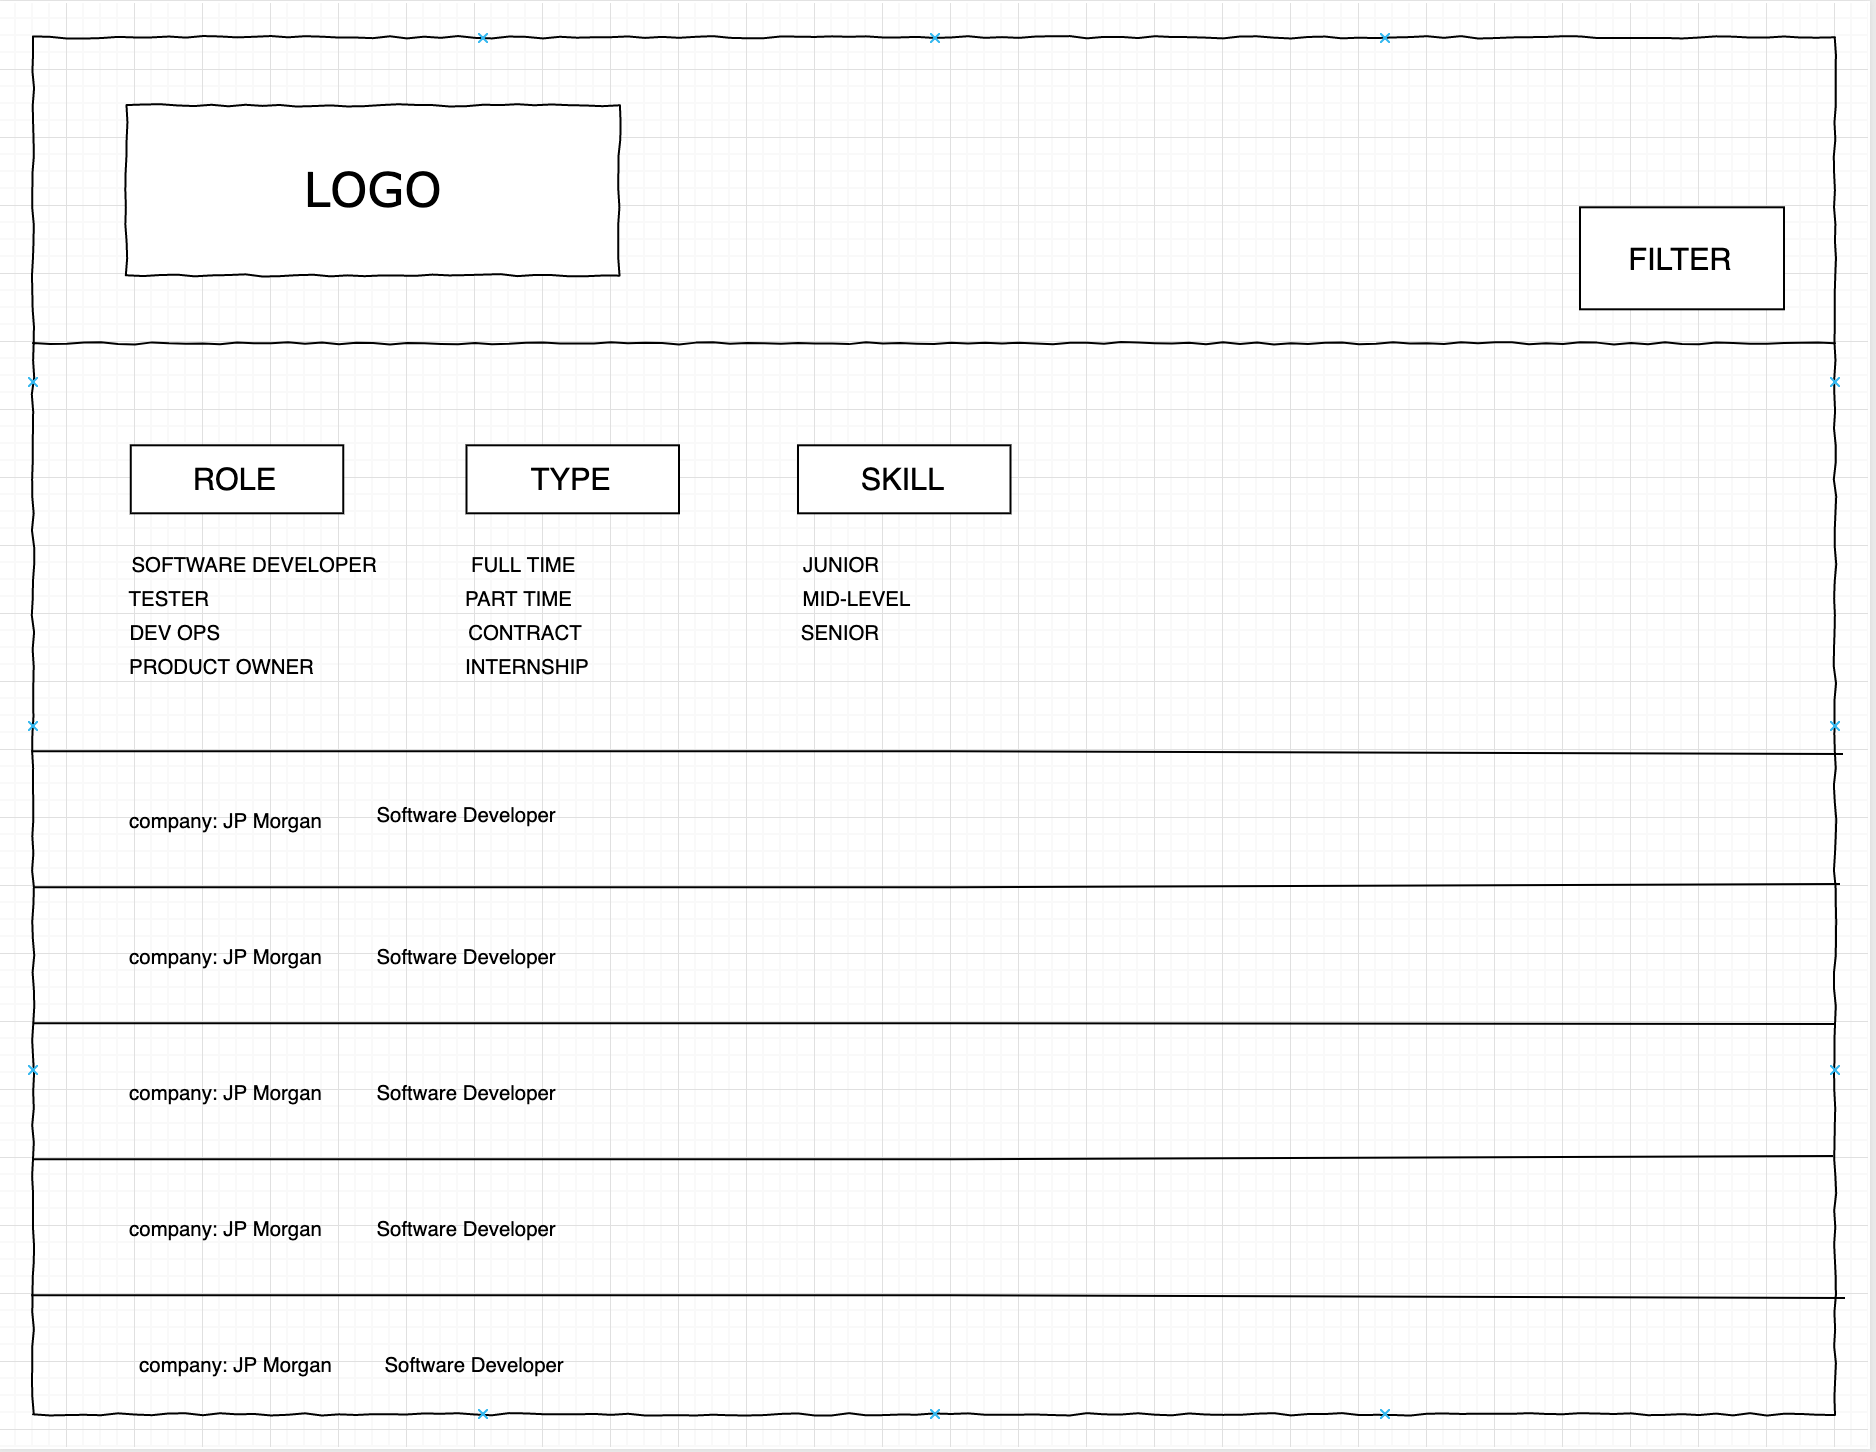 LOGO
FILTER
ROLE
TYPE
SKILL
SOFTWARE DEVELOPER
TESTER
DEV OPS
PRODUCT OWNER
FULL TIME
PART TIME
CONTRACT
INTERNSHIP
JUNIOR
MID-LEVEL
SENIOR
company: JP Morgan Software Developer
company: JP Morgan Software Developer
company: JP Morgan Software Developer
company: JP Morgan Software Developer
company: JP Morgan Software Developer